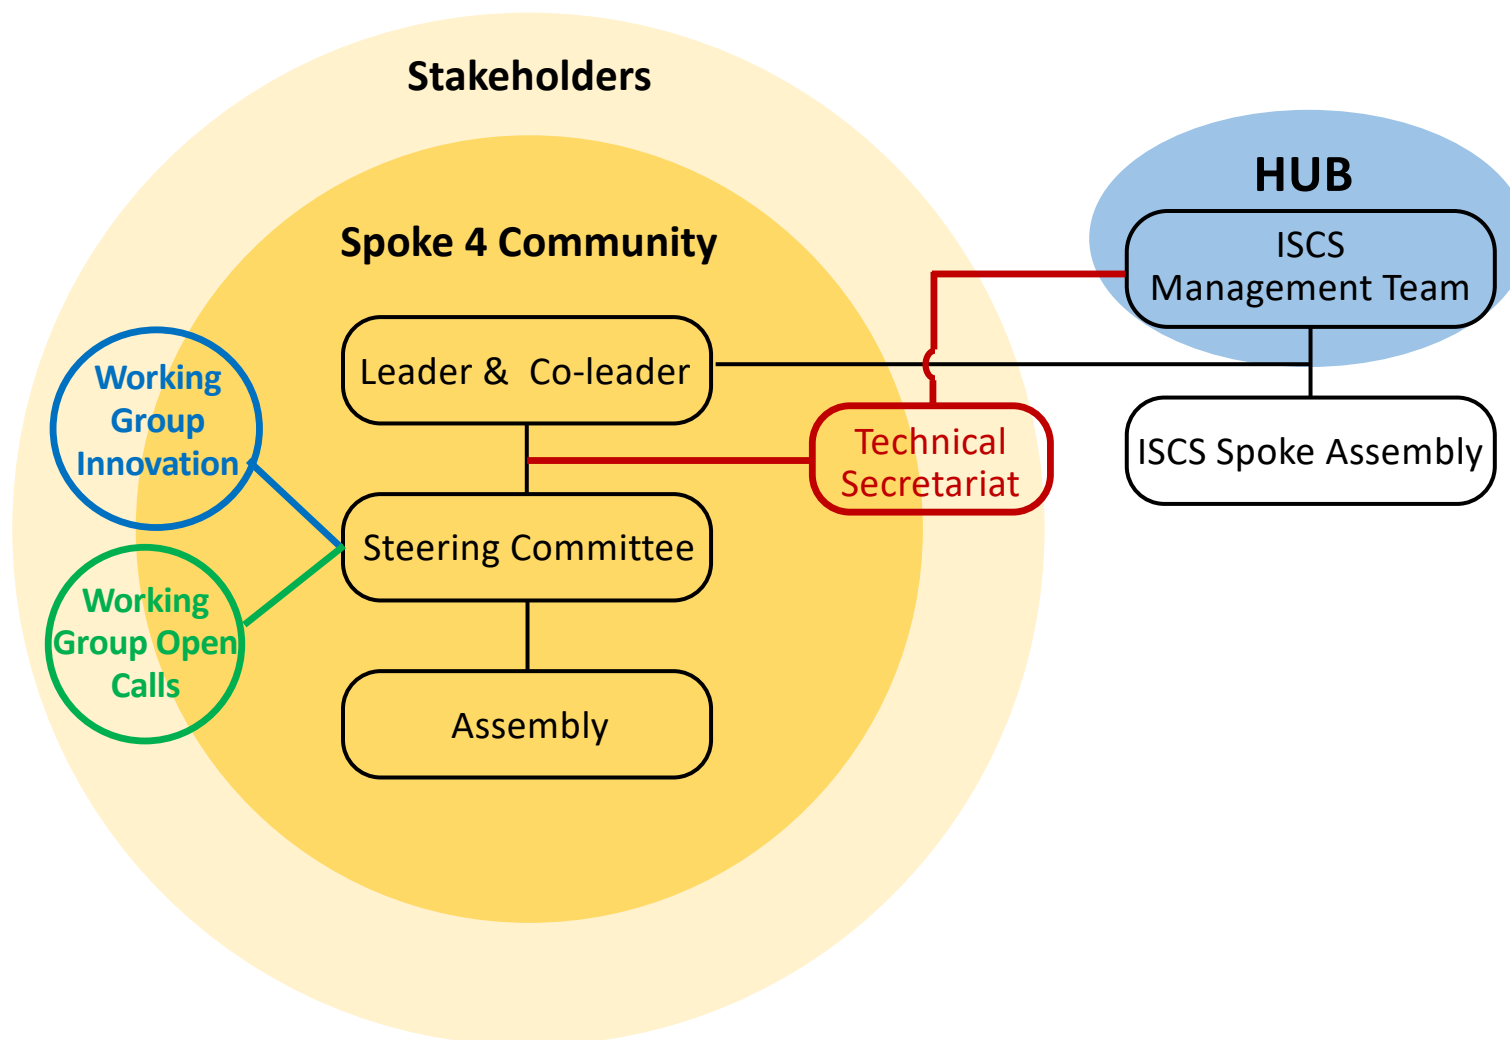 Stakeholders
HUB
Spoke 4 Community
ISCS
Management Team
Leader & Co-leader
Working
Group
Innovation
Technical
Secretariat
ISCS Spoke Assembly
Steering Committee
Working
Group Open
Calls
Assembly